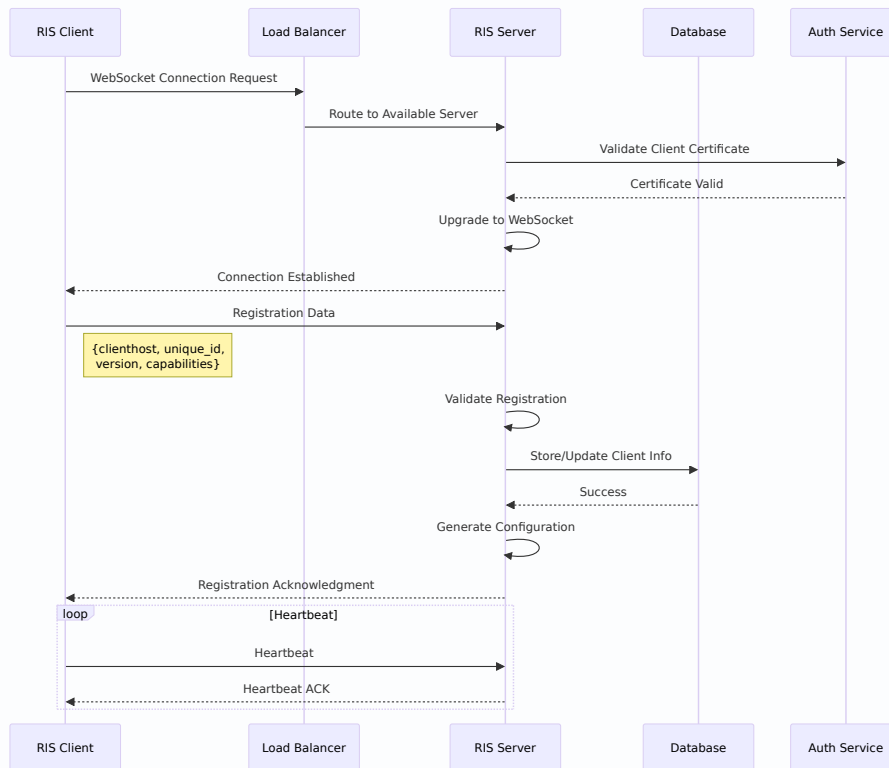 RIS Client
Load Balancer
RIS Server
Database
Auth Service
WebSocket Connection Request
Route to Available Server
Validate Client Certificate
Certificate Valid
Upgrade to WebSocket
Connection Established
Registration Data
{clienthost, unique_id,
version, capabilities}
Validate Registration
Store/Update Client Info
Success
Generate Configuration
Registration Acknowledgment
loop
[Heartbeat]
Heartbeat
Heartbeat ACK
RIS Client
Load Balancer
RIS Server
Database
Auth Service